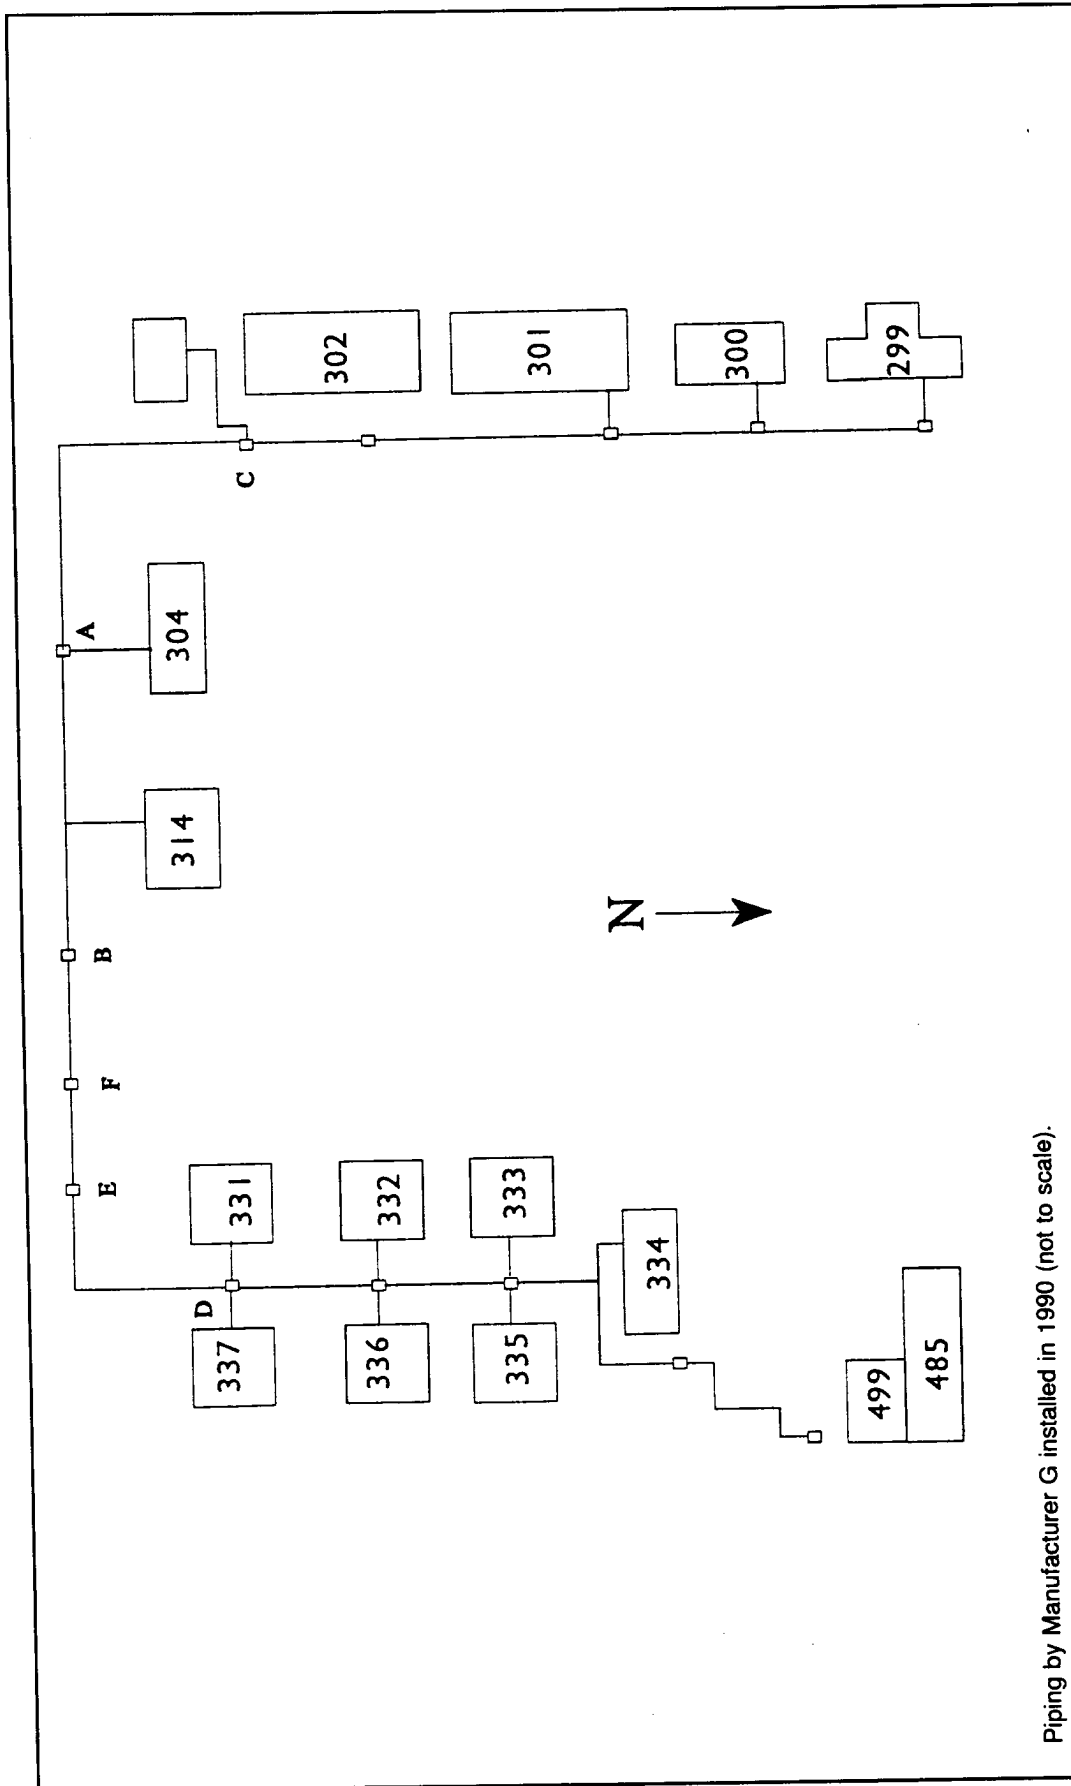 E
F
B
A
314
304
D
C
337
331
336
332
302
335
333
301
N
334
300
499
299
485
Piping by Manufacturer G installed in 1990 (not to scale).